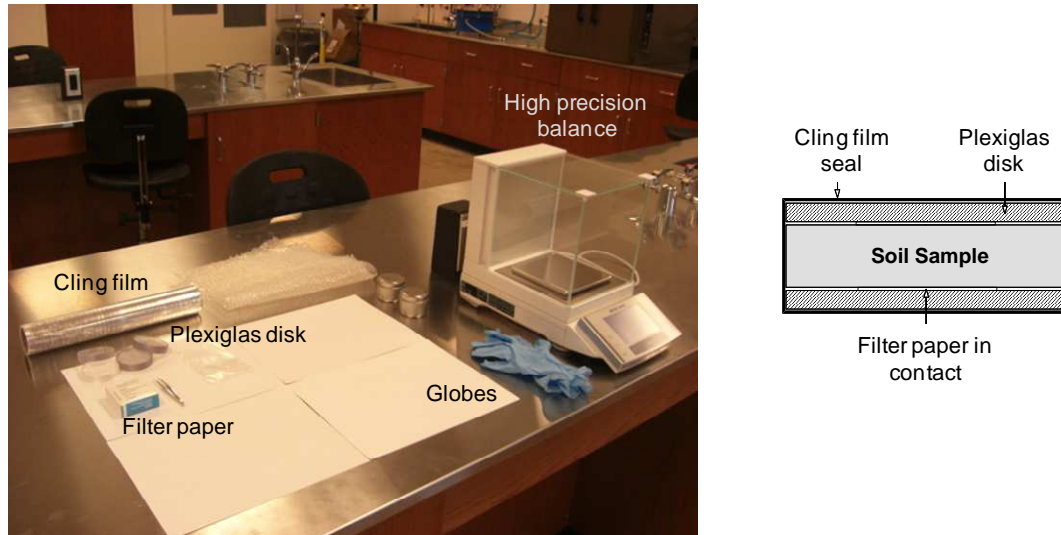 High precision
balance
Cling film
Plexiglas disk
Globes
Filter paper
Cling film
seal
Plexiglas
disk
Soil Sample
Filter paper in
contact